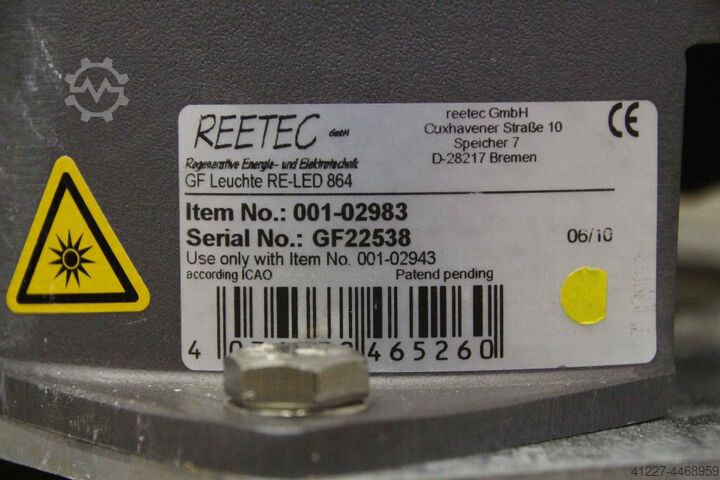 REETEC GmbH
Regenerative Energie- und Elektrotechnik
GF Leuchte RE-LED 864
reetec GmbH
Cuxhavener Straße 10
Speicher 7
D-28217 Bremen
CE
Item No.: 001-02983
Serial No.: GF22538
06/10
Use only with Item No. 001-02943
according ICAO Patend pending
4 465260
41227-4468959